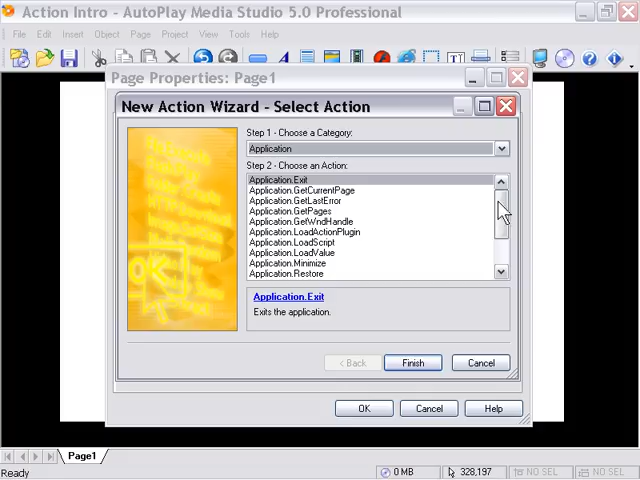 Action Intro - AutoPlay Media Studio 5.0 Professional
File Edit Insert Object Page Project View Tools Help
Page Properties: Page1
New Action Wizard - Select Action
Step 1 - Choose a Category:
Application
Step 2 - Choose an Action:
Application.Exit
Application.GetCurrentPage
Application.GetLastError
Application.GetPages
Application.GetWndHandle
Application.LoadActionPlugin
Application.LoadScript
Application.LoadValue
Application.Minimize
Application.Restore
Application.Exit
Exits the application.
< Back Finish Cancel
OK Cancel Help
Page1
Ready 0 MB 328,197 NO SEL NO SEL